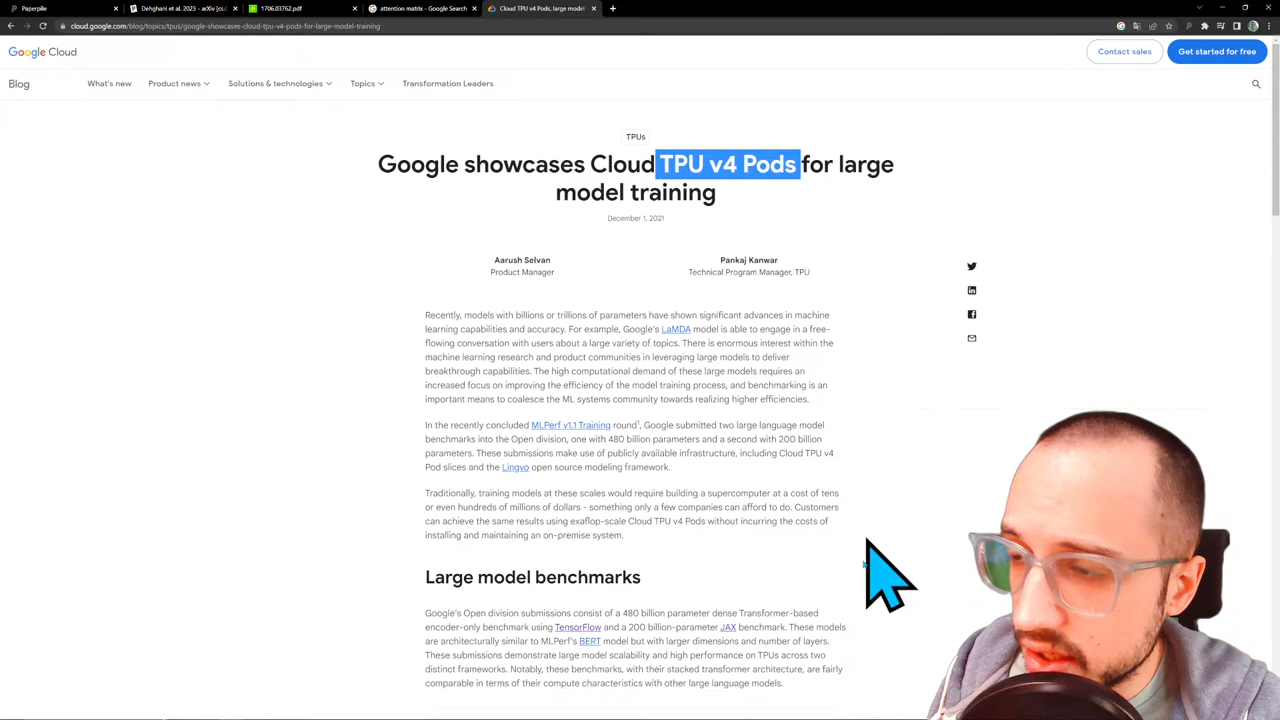 Paperpile
Dehghani et al. 2023 - arXiv [cs.
1706.03762.pdf
attention matrix - Google Search
Cloud TPU v4 Pods, large model
cloud.google.com/blog/topics/tpus/google-showcases-cloud-tpu-v4-pods-for-large-model-training
Google Cloud
Contact sales
Get started for free
Blog
What's new
Product news
Solutions & technologies
Topics
Transformation Leaders
TPUs
Google showcases Cloud TPU v4 Pods for large
model training
December 1, 2021
Aarush Selvan
Product Manager
Pankaj Kanwar
Technical Program Manager, TPU
Recently, models with billions or trillions of parameters have shown significant advances in machine
learning capabilities and accuracy. For example, Google's LaMDA model is able to engage in a free-
flowing conversation with users about a large variety of topics. There is enormous interest within the
machine learning research and product communities in leveraging large models to deliver
breakthrough capabilities. The high computational demand of these large models requires an
increased focus on improving the efficiency of the model training process, and benchmarking is an
important means to coalesce the ML systems community towards realizing higher efficiencies.
In the recently concluded MLPerf v1.1 Training round¹, Google submitted two large language model
benchmarks into the Open division, one with 480 billion parameters and a second with 200 billion
parameters. These submissions make use of publicly available infrastructure, including Cloud TPU v4
Pod slices and the Lingvo open source modeling framework.
Traditionally, training models at these scales would require building a supercomputer at a cost of tens
or even hundreds of millions of dollars - something only a few companies can afford to do. Customers
can achieve the same results using exaflop-scale Cloud TPU v4 Pods without incurring the costs of
installing and maintaining an on-premise system.
Large model benchmarks
Google's Open division submissions consist of a 480 billion parameter dense Transformer-based
encoder-only benchmark using TensorFlow and a 200 billion-parameter JAX benchmark. These models
are architecturally similar to MLPerf's BERT model but with larger dimensions and number of layers.
These submissions demonstrate large model scalability and high performance on TPUs across two
distinct frameworks. Notably, these benchmarks, with their stacked transformer architecture, are fairly
comparable in terms of their compute characteristics with other large language models.